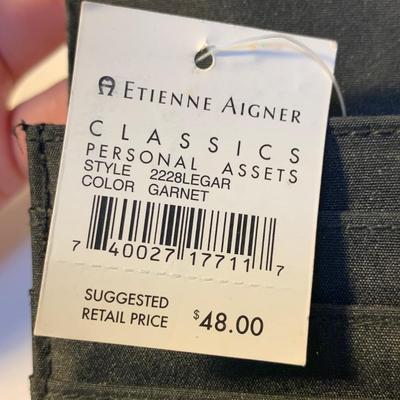 ETIENNE AIGNER
CLASSICS
PERSONAL ASSETS
STYLE 2228LEGAR
COLOR GARNET
7 40027 17711 7
SUGGESTED
RETAIL PRICE $48.00